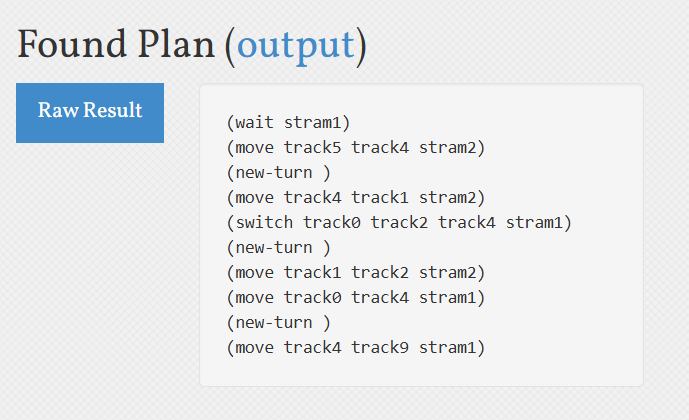 Found Plan (output)
Raw Result
(wait stram1)
(move track5 track4 stram2)
(new-turn )
(move track4 track1 stram2)
(switch track0 track2 track4 stram1)
(new-turn )
(move track1 track2 stram2)
(move track0 track4 stram1)
(new-turn )
(move track4 track9 stram1)